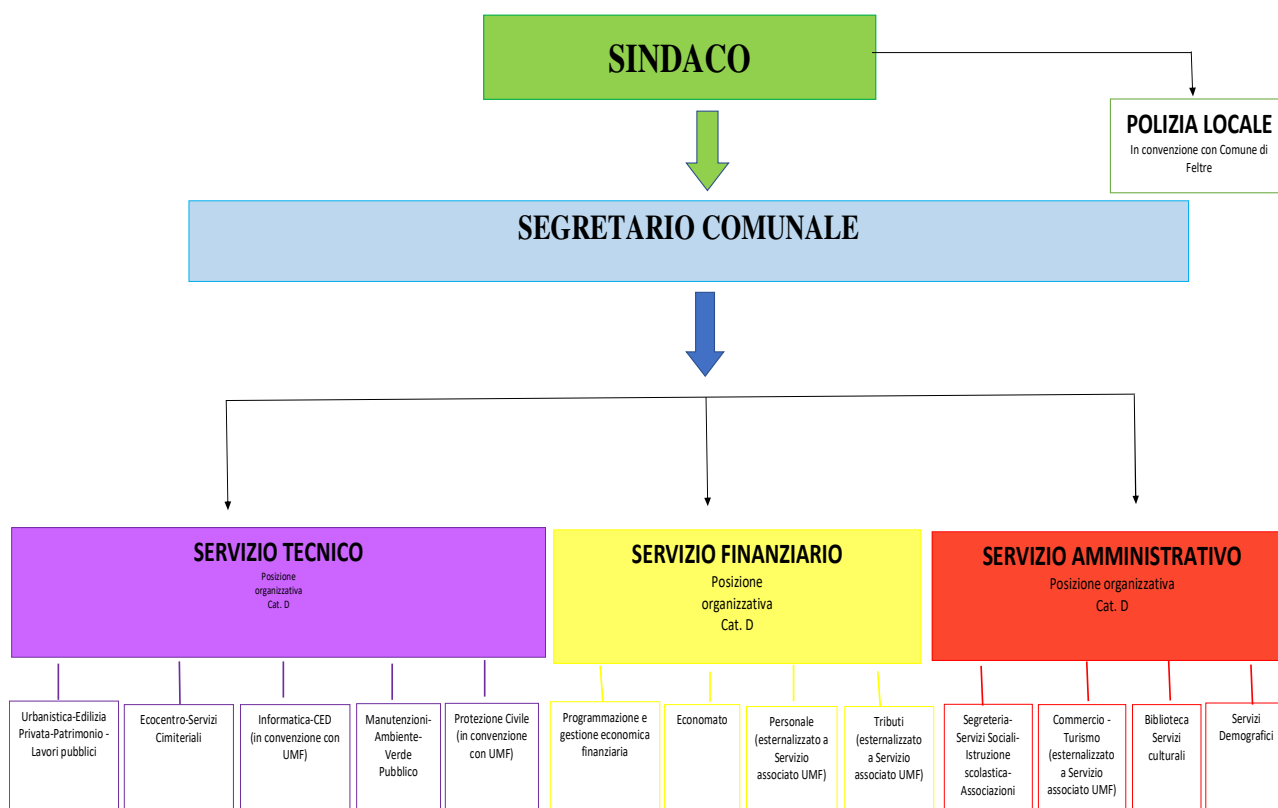 SINDACO
POLIZIA LOCALE
In convenzione con Comune di
Feltre
SEGRETARIO COMUNALE
SERVIZIO TECNICO
Posizione
organizzativa
Cat. D
SERVIZIO FINANZIARIO
Posizione
organizzativa
Cat. D
SERVIZIO AMMINISTRATIVO
Posizione organizzativa
Cat. D
Urbanistica-Edilizia
Privata-Patrimonio -
Lavori pubblici
Ecocentro-Servizi
Cimiteriali
Informatica-CED
(in convenzione con
UMF)
Manutenzioni-
Ambiente-
Verde
Pubblico
Protezione Civile
(in convenzione
con UMF)
Programmazione e
gestione economica
finanziaria
Economato
Personale
(esternalizzato a
Servizio
associato UMF)
Tributi
(esternalizzato
a Servizio
associato UMF)
Segreteria-
Servizi Sociali-
Istruzione
scolastica-
Associazioni
Commercio -
Turismo
(esternalizzato
a Servizio
associato UMF)
Biblioteca
Servizi
culturali
Servizi
Demografici